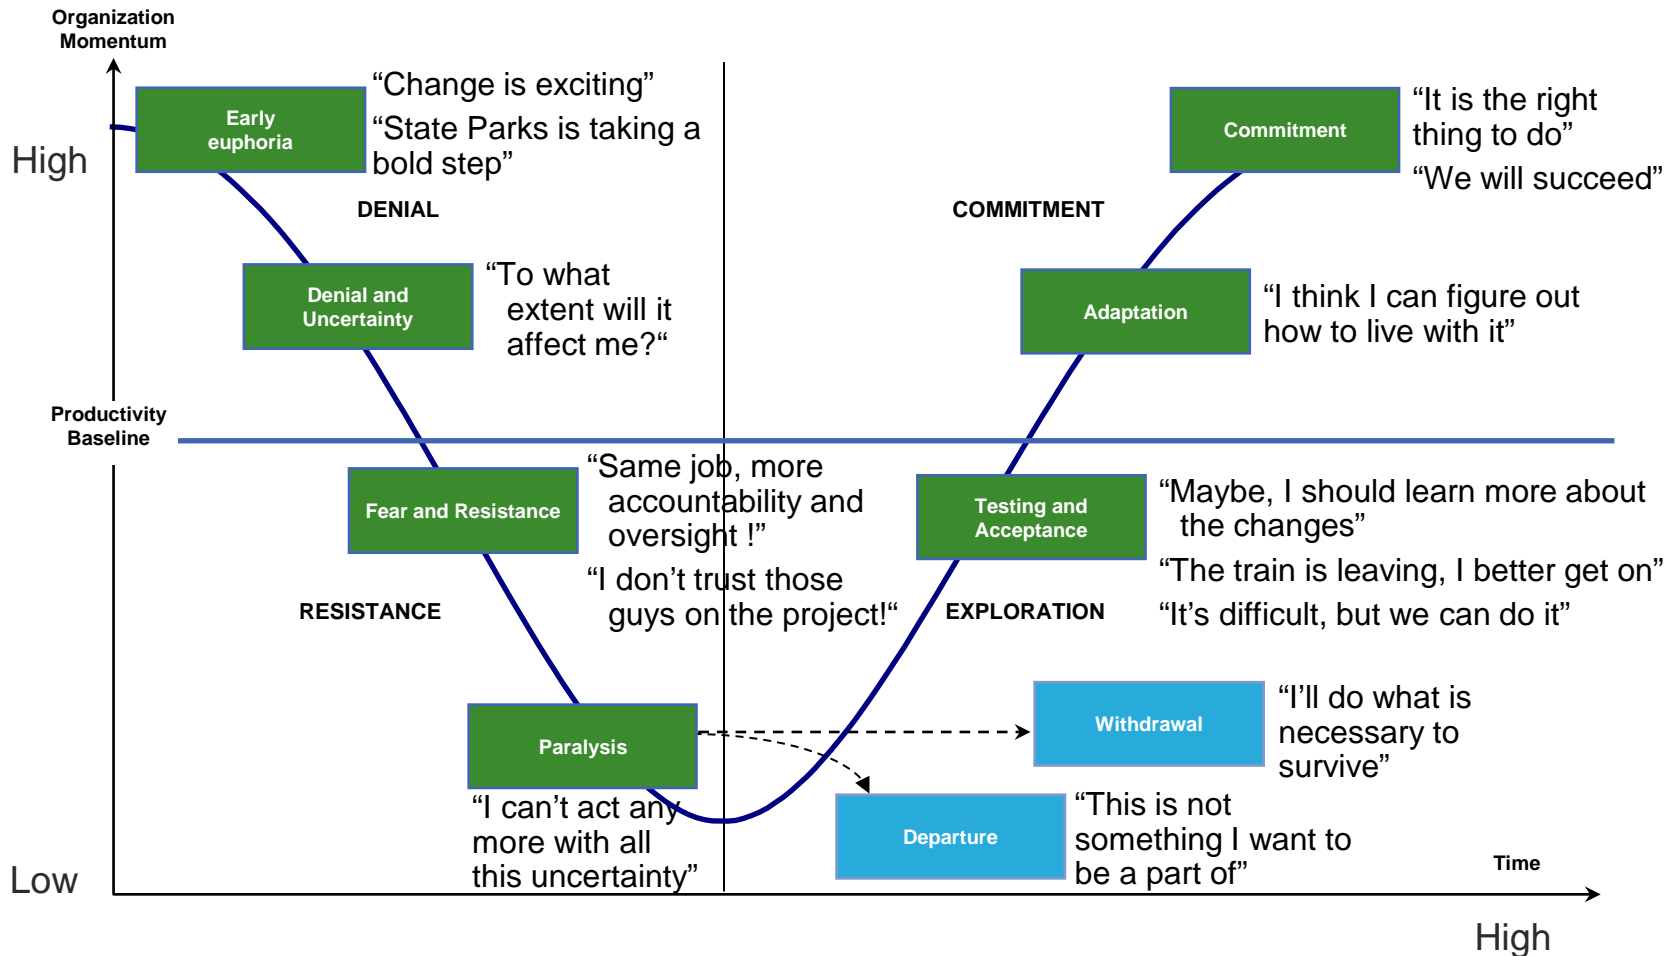 Organization
Momentum
High
Early
euphoria
“Change is exciting”
“State Parks is taking a
bold step”
DENIAL
Denial and
Uncertainty
“To what
extent will it
affect me?“
Productivity
Baseline
Fear and Resistance
“Same job, more
accountability and
oversight !”
“I don’t trust those
guys on the project!“
RESISTANCE
Paralysis
“I can’t act any
more with all
this uncertainty”
Low
Commitment
“It is the right
thing to do”
“We will succeed”
COMMITMENT
Adaptation
“I think I can figure out
how to live with it”
Testing and
Acceptance
“Maybe, I should learn more about
the changes”
“The train is leaving, I better get on”
“It’s difficult, but we can do it”
EXPLORATION
Withdrawal
“I’ll do what is
necessary to
survive”
Departure
“This is not
something I want to
be a part of”
Time
High